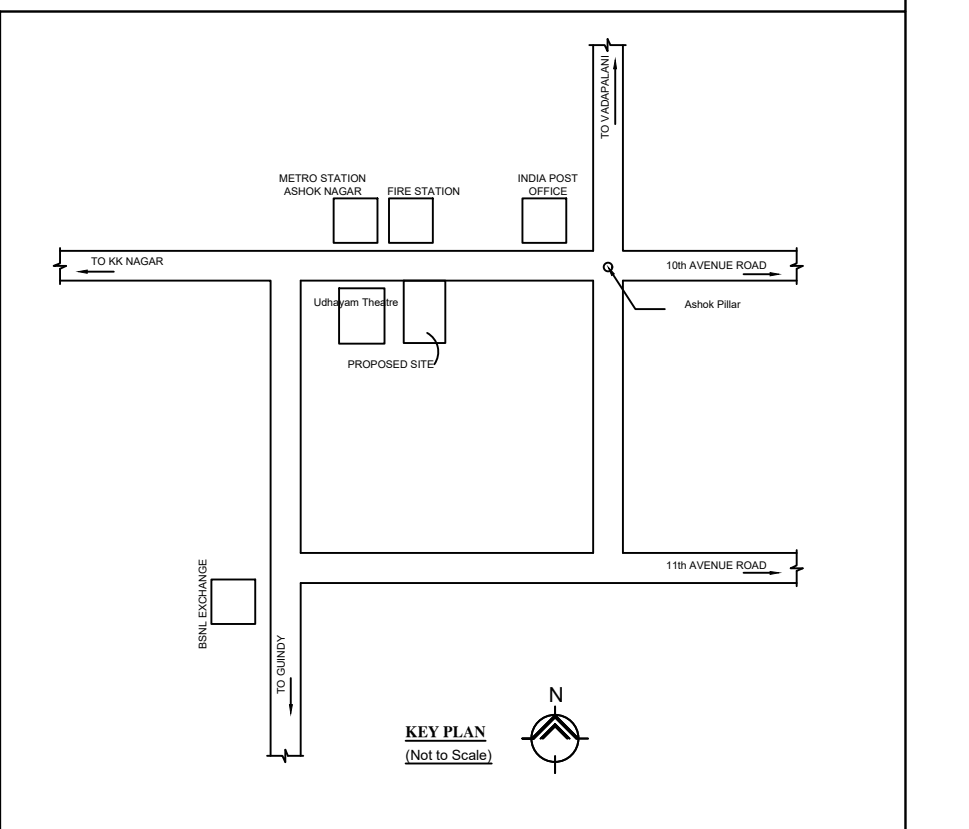 TO VADAPALANI
METRO STATION
ASHOK NAGAR
FIRE STATION
INDIA POST
OFFICE
TO KK NAGAR
10th AVENUE ROAD
Udhayam Theatre
Ashok Pillar
PROPOSED SITE
11th AVENUE ROAD
BSNL EXCHANGE
TO GUINDY
N
KEY PLAN
(Not to Scale)